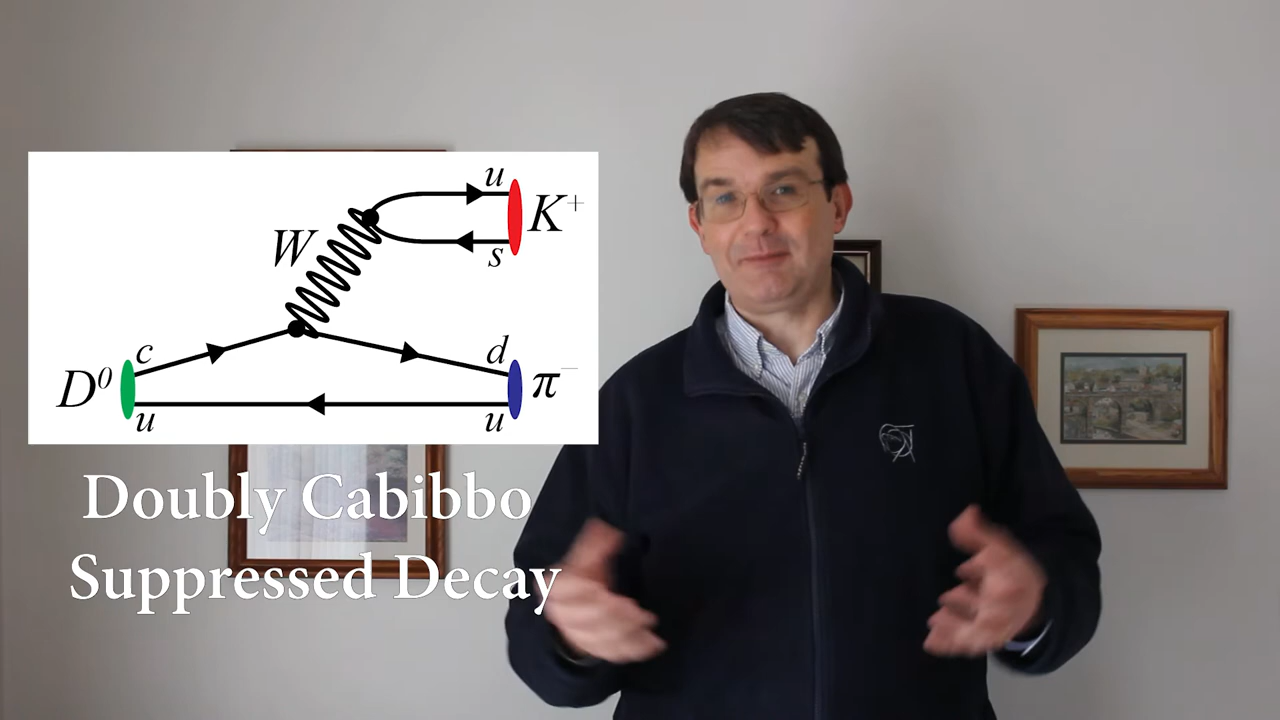 u
K⁺
W
s
c
d
D⁰
π⁻
u
u
Doubly Cabibbo
Suppressed Decay